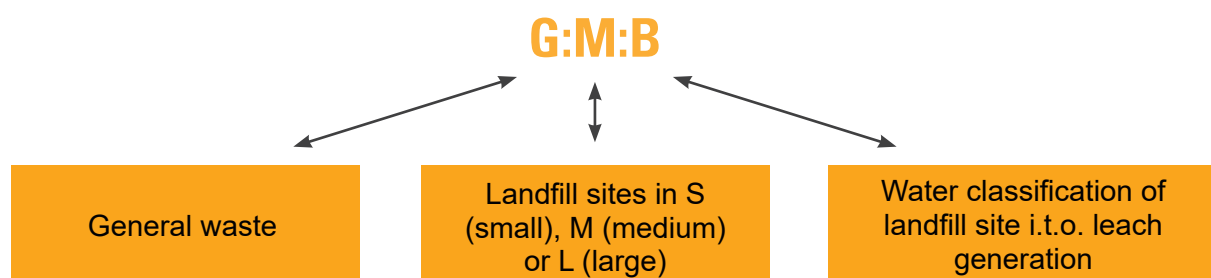 G:M:B
General waste
Landfill sites in S
(small), M (medium)
or L (large)
Water classification of
landfill site i.t.o. leach
generation